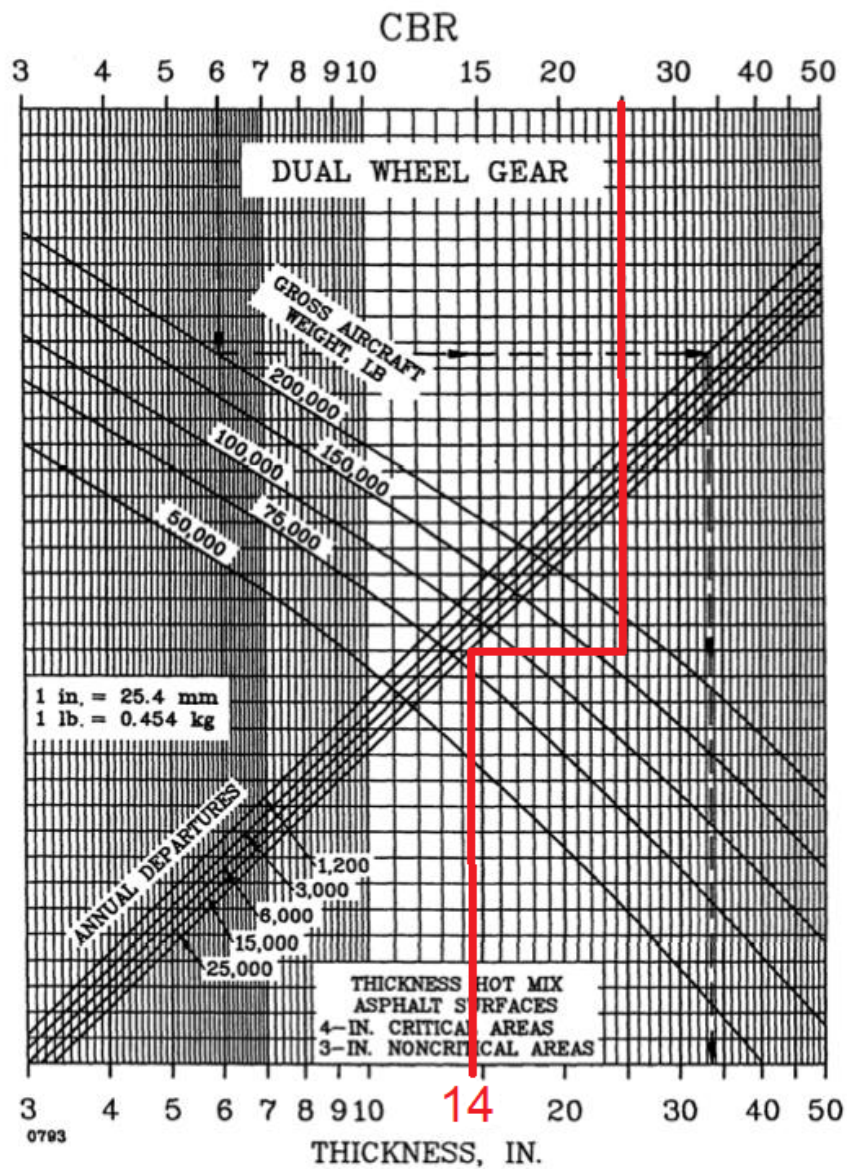 CBR
3 4 5 6 7 8 9 10 15 20 30 40 50
DUAL WHEEL GEAR
GROSS AIRCRAFT
WEIGHT, LB
200,000
150,000
100,000
75,000
50,000
1 in. = 25.4 mm
1 lb. = 0.454 kg
ANNUAL DEPARTURES
1,200
3,000
6,000
15,000
25,000
THICKNESS HOT MIX
ASPHALT SURFACES
4-IN. CRITICAL AREAS
3-IN. NONCRITICAL AREAS
3 4 5 6 7 8 9 10 14 20 30 40 50
0793
THICKNESS, IN.